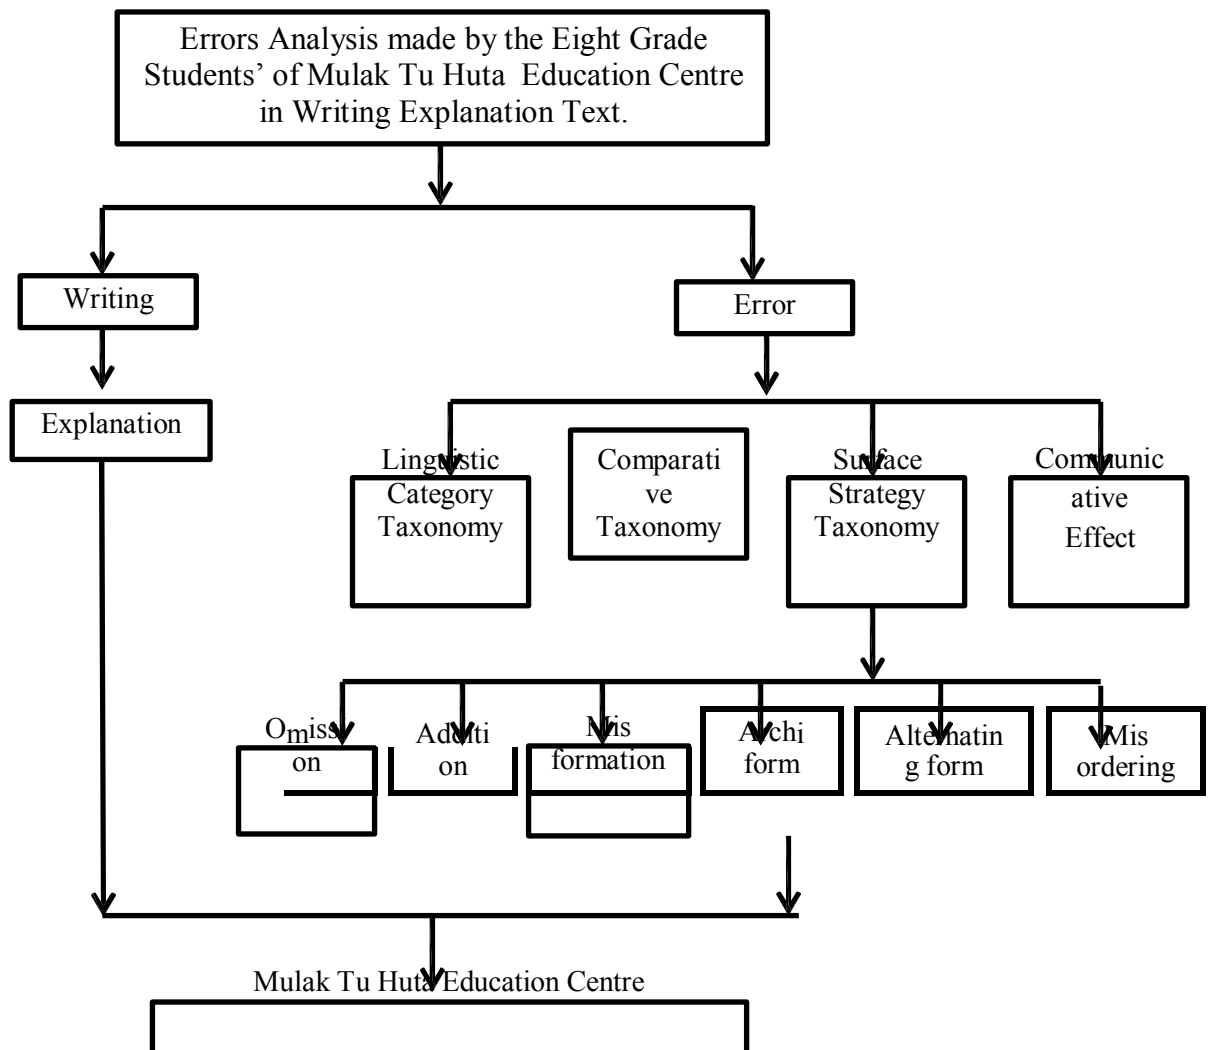 Errors Analysis made by the Eight Grade
Students’ of Mulak Tu Huta Education Centre
in Writing Explanation Text.
Writing
Error
Explanation
Linguistic
Category
Taxonomy
Comparati
ve
Taxonomy
Surface
Strategy
Taxonomy
Communic
ative
Effect
Omissi
on
Additi
on
Mis
formation
Archi
form
Alternatin
g form
Mis
ordering
Mulak Tu Huta Education Centre